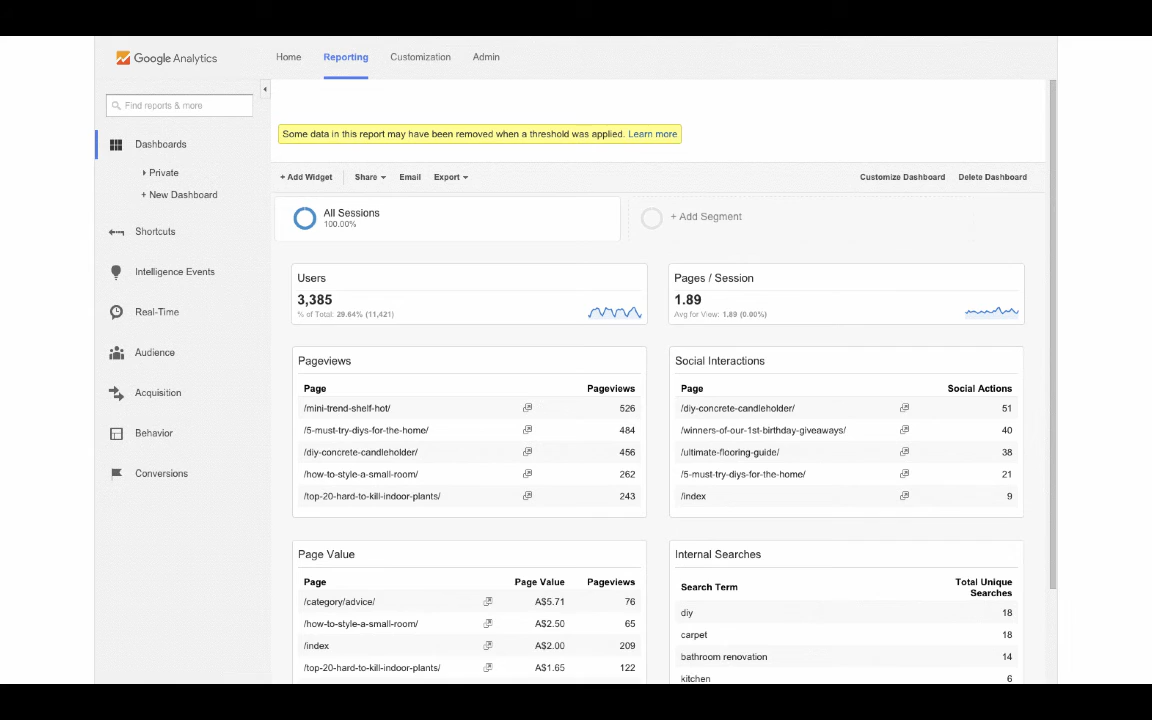 Google Analytics
Home Reporting Customization Admin
Find reports & more
Some data in this report may have been removed when a threshold was applied. Learn more
Dashboards
Private
+ New Dashboard
Shortcuts
Intelligence Events
Real-Time
Audience
Acquisition
Behavior
Conversions
+ Add Widget Share Email Export Customize Dashboard Delete Dashboard
All Sessions
100.00%
+ Add Segment
Users
3,385
% of Total: 29.64% (11,421)
Pages / Session
1.89
Avg for View: 1.89 (0.00%)
Pageviews
Page Pageviews
/mini-trend-shelf-hot/ 526
/5-must-try-diys-for-the-home/ 484
/diy-concrete-candleholder/ 456
/how-to-style-a-small-room/ 262
/top-20-hard-to-kill-indoor-plants/ 243
Social Interactions
Page Social Actions
/diy-concrete-candleholder/ 51
/winners-of-our-1st-birthday-giveaways/ 40
/ultimate-flooring-guide/ 38
/5-must-try-diys-for-the-home/ 21
/index 9
Page Value
Page Page Value Pageviews
/category/advice/ A$5.71 76
/how-to-style-a-small-room/ A$2.50 65
/index A$2.00 209
/top-20-hard-to-kill-indoor-plants/ A$1.65 122
Internal Searches
Search Term Total Unique
Searches
diy 18
carpet 18
bathroom renovation 14
kitchen 6